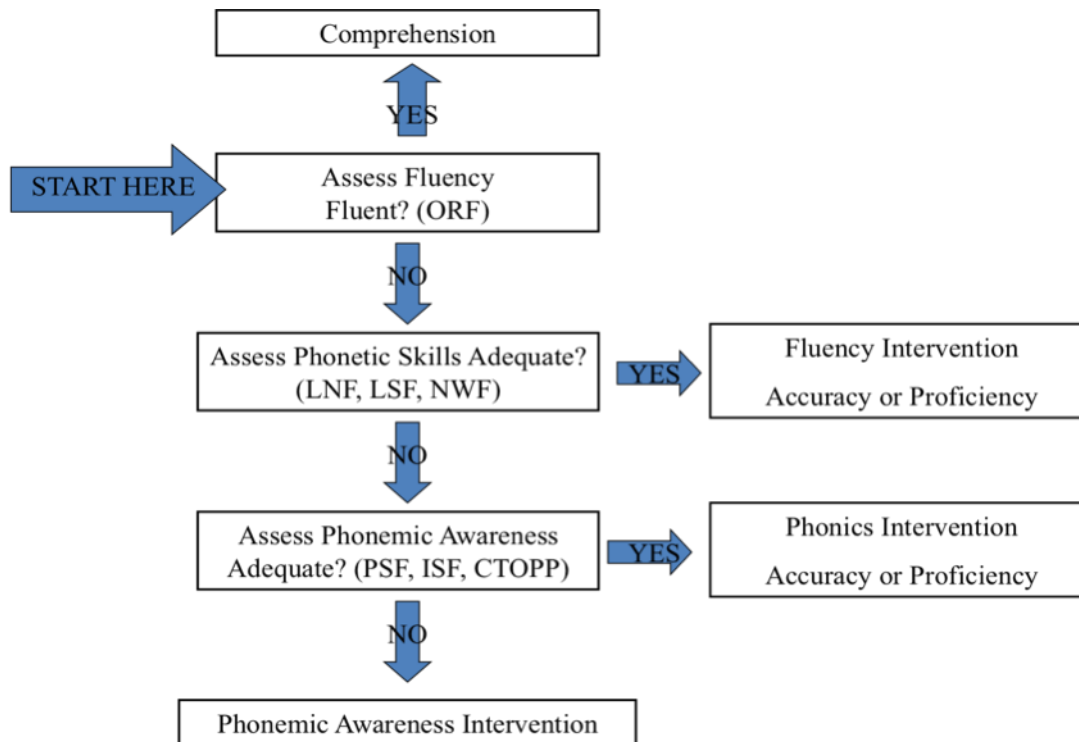 Comprehension
YES
START HERE
Assess Fluency
Fluent? (ORF)
NO
Assess Phonetic Skills Adequate?
(LNF, LSF, NWF)
YES
Fluency Intervention
Accuracy or Proficiency
NO
Assess Phonemic Awareness
Adequate? (PSF, ISF, CTOPP)
YES
Phonics Intervention
Accuracy or Proficiency
NO
Phonemic Awareness Intervention